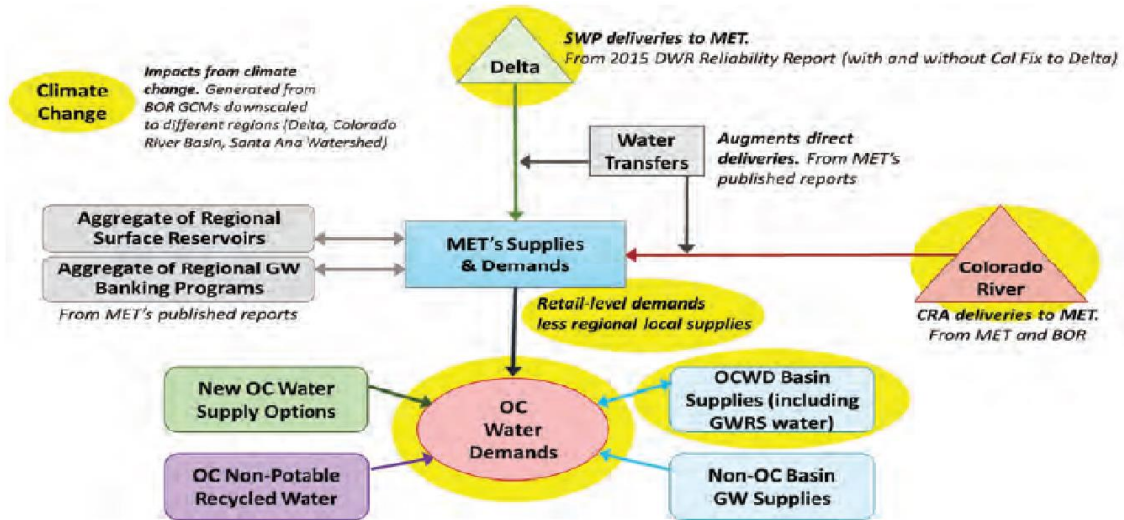 SWP deliveries to MET.
From 2015 DWR Reliability Report (with and without Cal Fix to Delta)
Delta
Climate
Change
Impacts from climate
change. Generated from
BOR GCMs downscaled
to different regions (Delta, Colorado
River Basin, Santa Ana Watershed)
Water
Transfers
Augments direct
deliveries. From MET's
published reports
Aggregate of Regional
Surface Reservoirs
Aggregate of Regional GW
Banking Programs
From MET's published reports
MET's Supplies
& Demands
Colorado
River
CRA deliveries to MET.
From MET and BOR
Retail-level demands
less regional local supplies
New OC Water
Supply Options
OC
Water
Demands
OCWD Basin
Supplies (including
GWRS water)
OC Non-Potable
Recycled Water
Non-OC Basin
GW Supplies